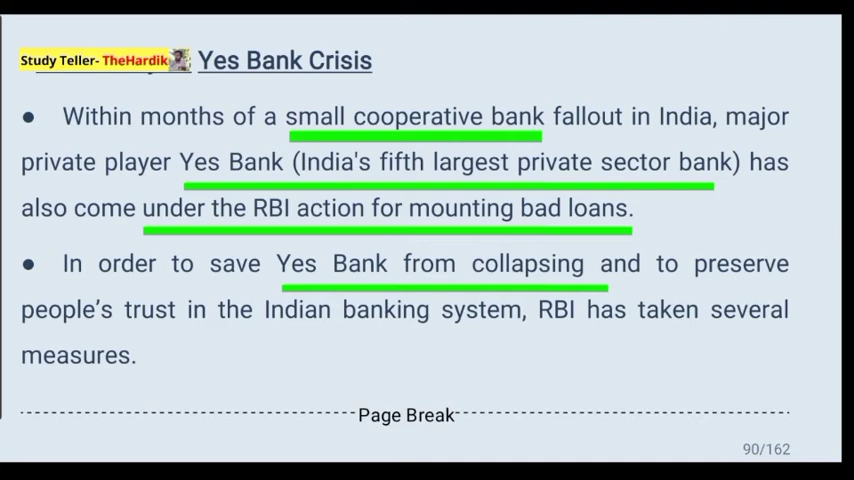 Study Teller- TheHardik Yes Bank Crisis
● Within months of a small cooperative bank fallout in India, major
private player Yes Bank (India's fifth largest private sector bank) has
also come under the RBI action for mounting bad loans.
● In order to save Yes Bank from collapsing and to preserve
people’s trust in the Indian banking system, RBI has taken several
measures.
Page Break
90/162